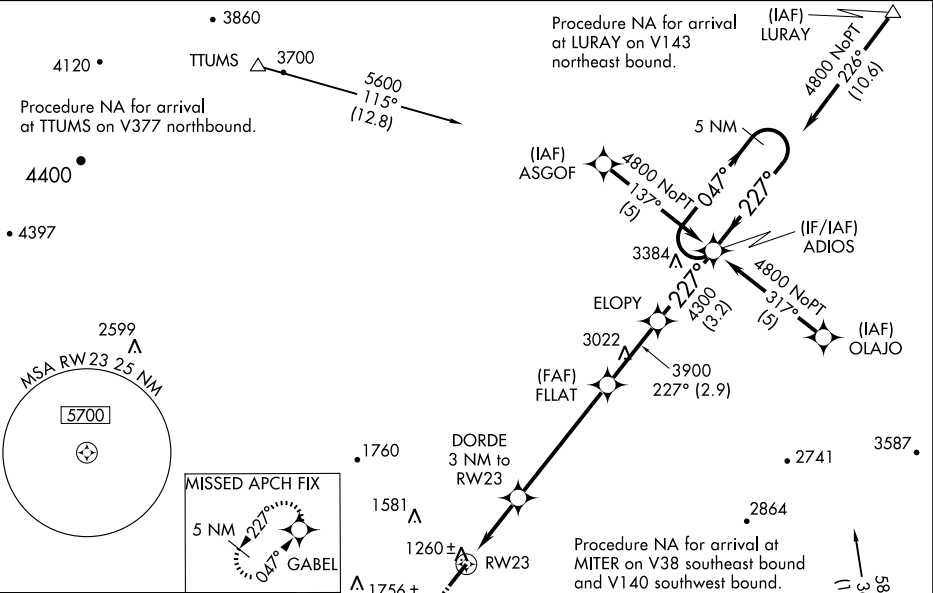 3860
4120
TTUMS
3700
5600
115°
(12.8)
Procedure NA for arrival
at TTUMS on V377 northbound.
4400
4397
Procedure NA for arrival
at LURAY on V143
northeast bound.
(IAF)
LURAY
4800 NoPT
226°
(10.6)
5 NM
(IAF)
ASGOF
4800 NoPT
137°
(5)
047°
227°
(IF/IAF)
ADIOS
3384
227°
4300
(3.2)
4800 NoPT
317°
(5)
(IAF)
OLAJO
ELOPY
3022
3900
227° (2.9)
(FAF)
FLLAT
2599
MSA RW 23 25 NM
5700
DORDE
3 NM to
RW23
1760
2741
3587
MISSED APCH FIX
5 NM
227°
047°
GABEL
1581
2864
1260 ±
RW23
1756 ±
Procedure NA for arrival at
MITER on V38 southeast bound
and V140 southwest bound.
58
3
(1